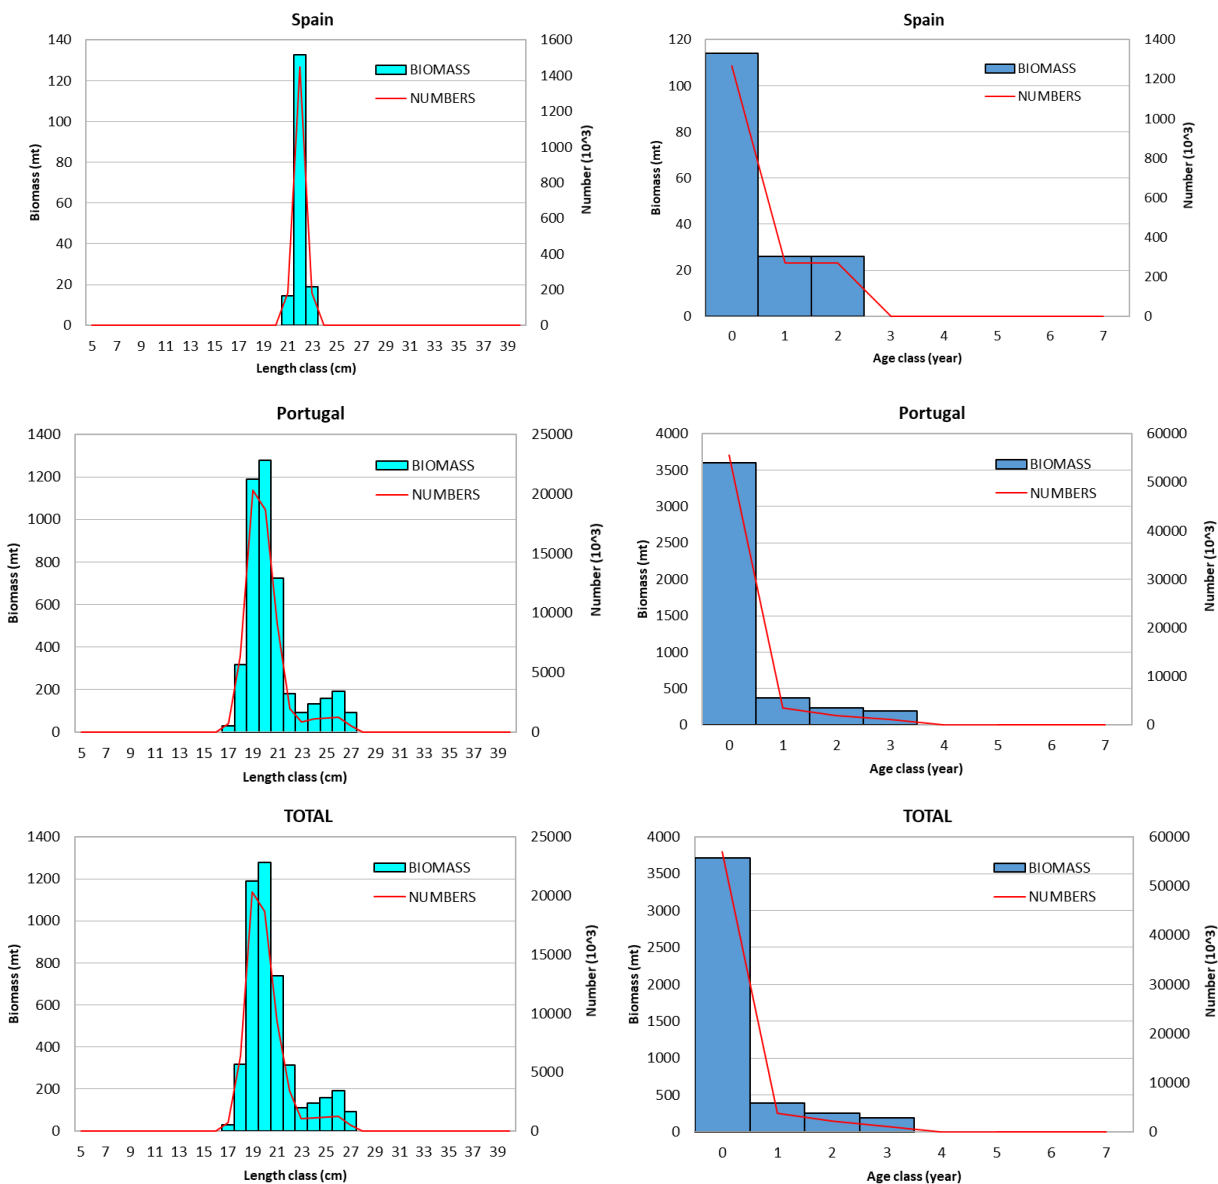 Spain
140
120
100
80
60
40
20
0
1600
1400
1200
1000
800
600
400
200
0
BIOMASS
NUMBERS
Biomass (mt)
Number (10^3)
5 7 9 11 13 15 17 19 21 23 25 27 29 31 33 35 37 39
Length class (cm)
Spain
120
100
80
60
40
20
0
1400
1200
1000
800
600
400
200
0
BIOMASS
NUMBERS
Biomass (mt)
Number (10^3)
0 1 2 3 4 5 6 7
Age class (year)
Portugal
1400
1200
1000
800
600
400
200
0
25000
20000
15000
10000
5000
0
BIOMASS
NUMBERS
Biomass (mt)
Number (10^3)
5 7 9 11 13 15 17 19 21 23 25 27 29 31 33 35 37 39
Length class (cm)
Portugal
4000
3500
3000
2500
2000
1500
1000
500
0
60000
50000
40000
30000
20000
10000
0
BIOMASS
NUMBERS
Biomass (mt)
Number (10^3)
0 1 2 3 4 5 6 7
Age class (year)
TOTAL
1400
1200
1000
800
600
400
200
0
25000
20000
15000
10000
5000
0
BIOMASS
NUMBERS
Biomass (mt)
Number (10^3)
5 7 9 11 13 15 17 19 21 23 25 27 29 31 33 35 37 39
Length class (cm)
TOTAL
4000
3500
3000
2500
2000
1500
1000
500
0
60000
50000
40000
30000
20000
10000
0
BIOMASS
NUMBERS
Biomass (mt)
Number (10^3)
0 1 2 3 4 5 6 7
Age class (year)